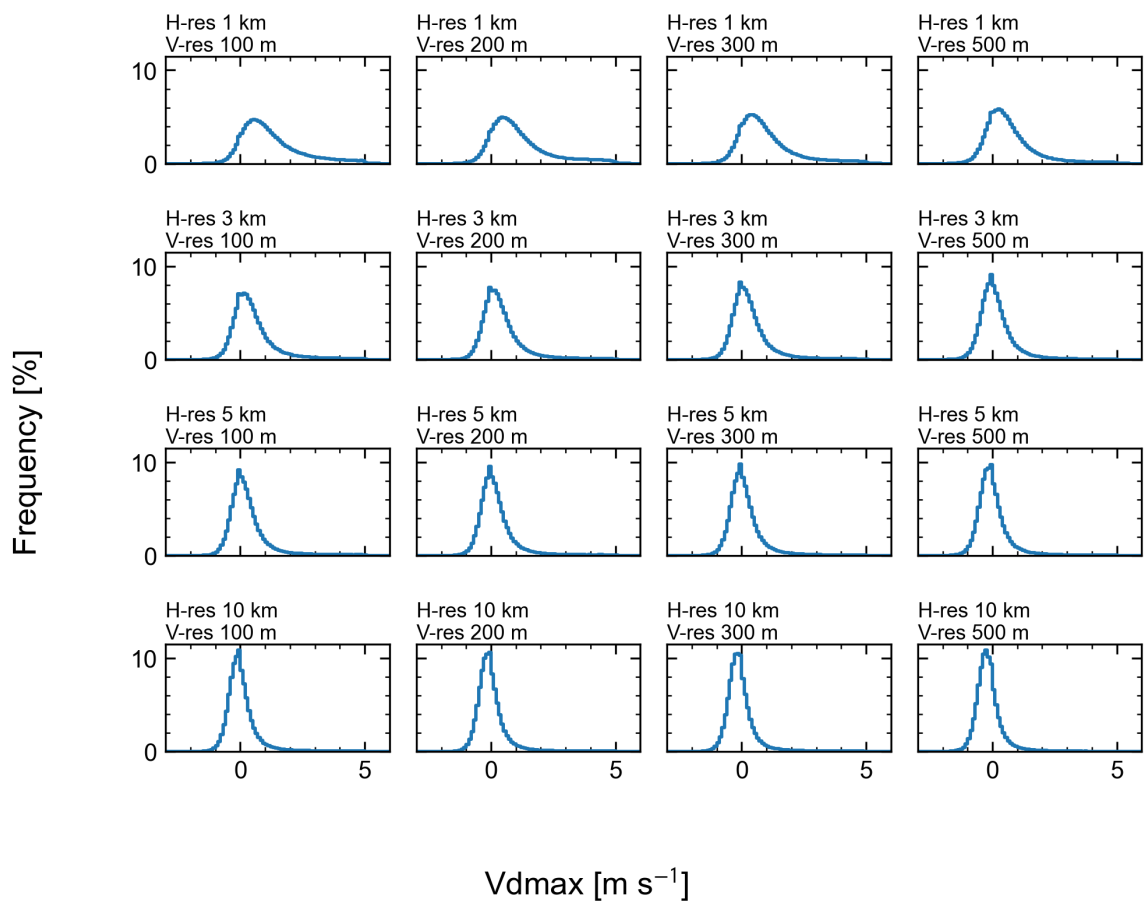 H-res 1 km
V-res 100 m
H-res 1 km
V-res 200 m
H-res 1 km
V-res 300 m
H-res 1 km
V-res 500 m
10
0
H-res 3 km
V-res 100 m
H-res 3 km
V-res 200 m
H-res 3 km
V-res 300 m
H-res 3 km
V-res 500 m
10
0
H-res 5 km
V-res 100 m
H-res 5 km
V-res 200 m
H-res 5 km
V-res 300 m
H-res 5 km
V-res 500 m
10
0
H-res 10 km
V-res 100 m
H-res 10 km
V-res 200 m
H-res 10 km
V-res 300 m
H-res 10 km
V-res 500 m
10
0
0 5 0 5 0 5 0 5
Frequency [%]
Vdmax [m s⁻¹]